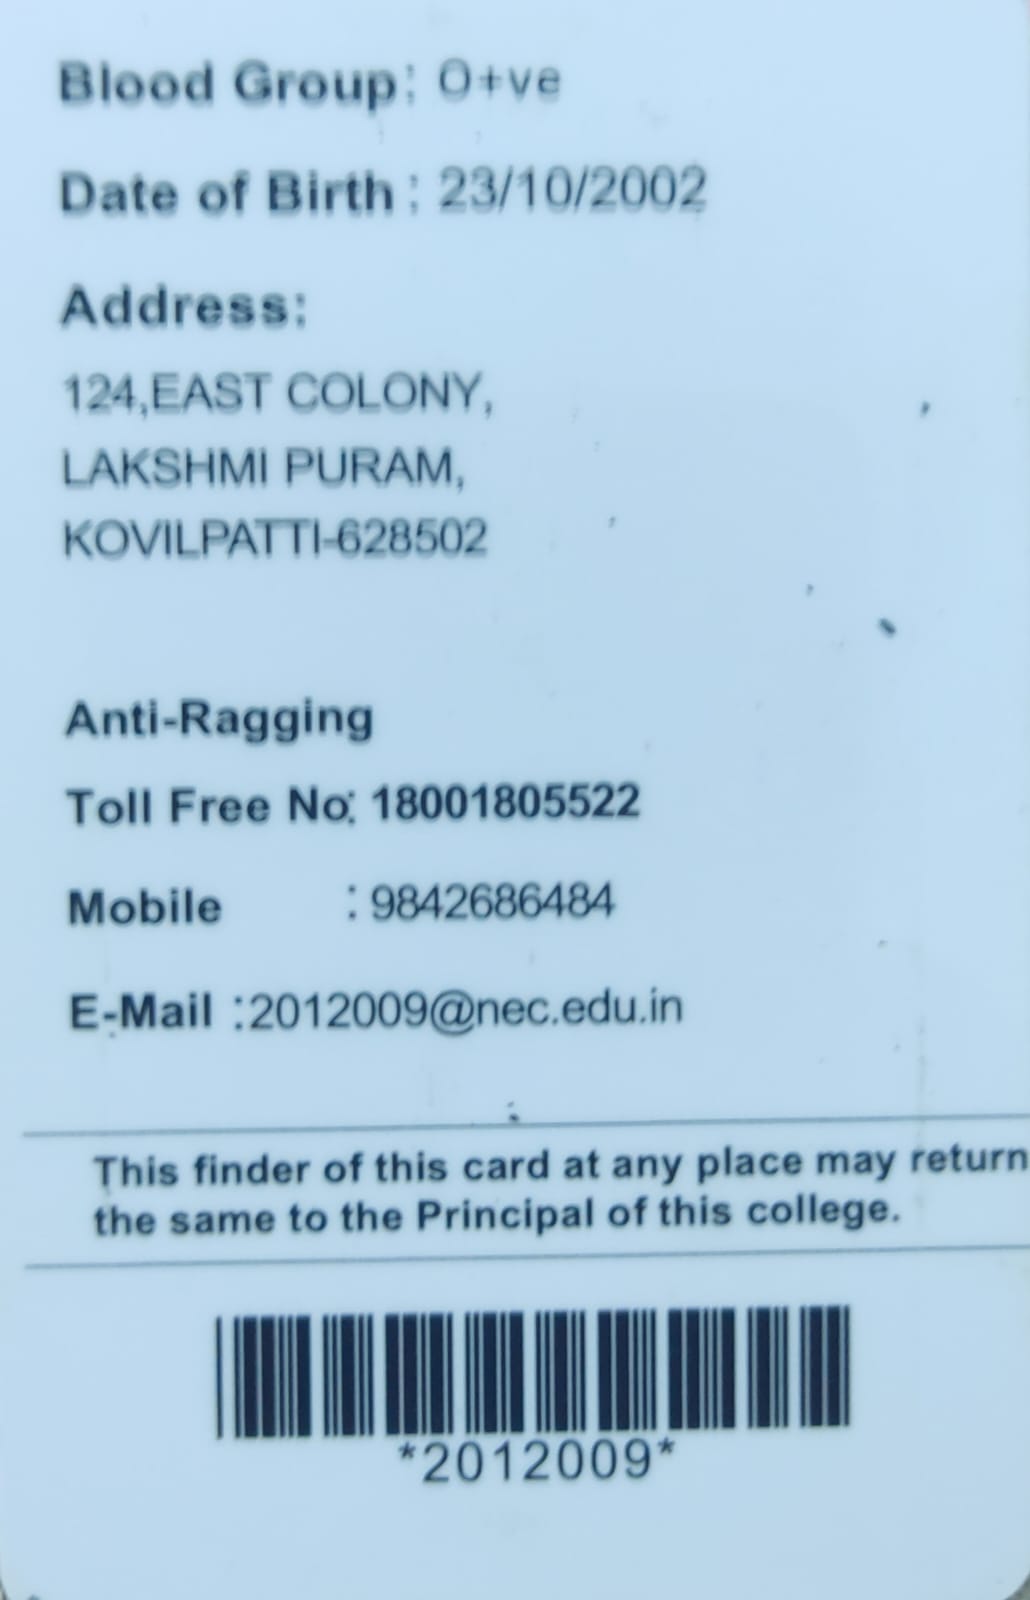 Blood Group: O+ve
Date of Birth : 23/10/2002
Address:
124,EAST COLONY,
LAKSHMI PURAM,
KOVILPATTI-628502
Anti-Ragging
Toll Free No: 18001805522
Mobile : 9842686484
E-Mail :2012009@nec.edu.in
This finder of this card at any place may return
the same to the Principal of this college.
*2012009*